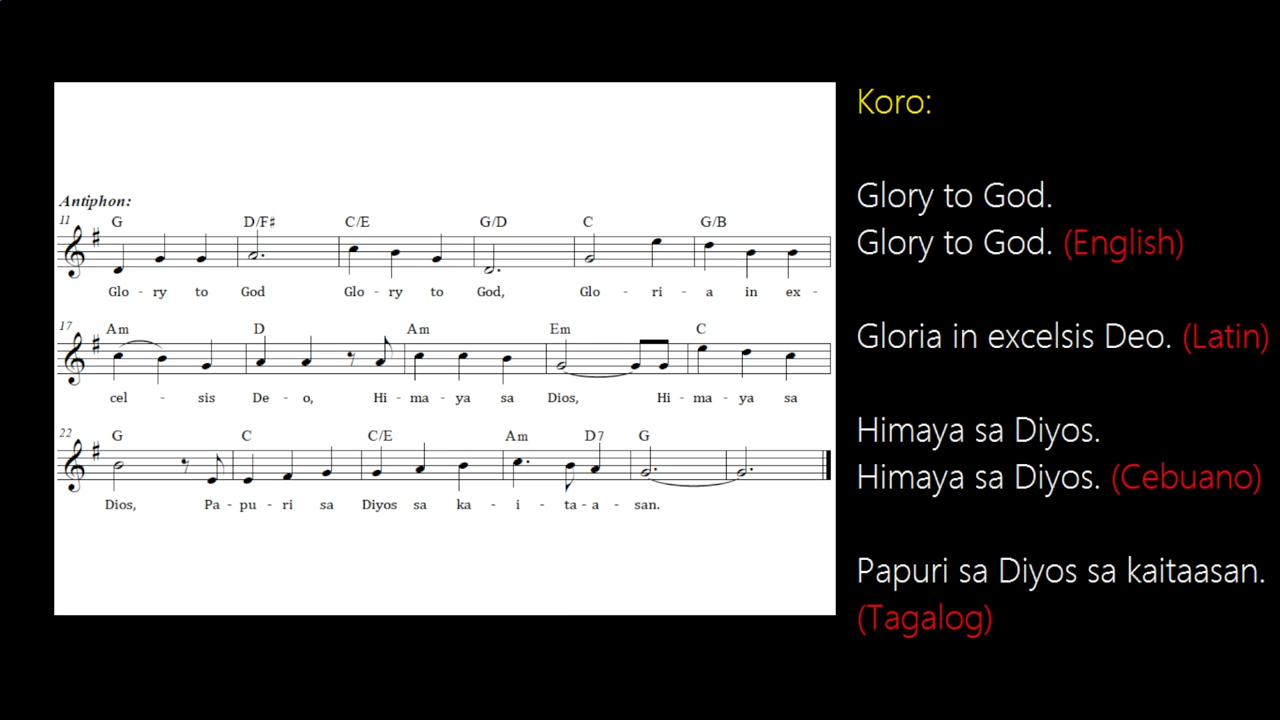 Antiphon:
11 G D/F♯ C/E G/D C G/B
Glo - ry to God Glo - ry to God, Glo - ri - a in ex -
17 Am D Am Em C
cel - sis De - o, Hi - ma - ya sa Dios, Hi - ma - ya sa
22 G C C/E Am D7 G
Dios, Pa - pu - ri sa Diyos sa ka - i - ta - a - san.
Koro:
Glory to God.
Glory to God. (English)
Gloria in excelsis Deo. (Latin)
Himaya sa Diyos.
Himaya sa Diyos. (Cebuano)
Papuri sa Diyos sa kaitaasan.
(Tagalog)